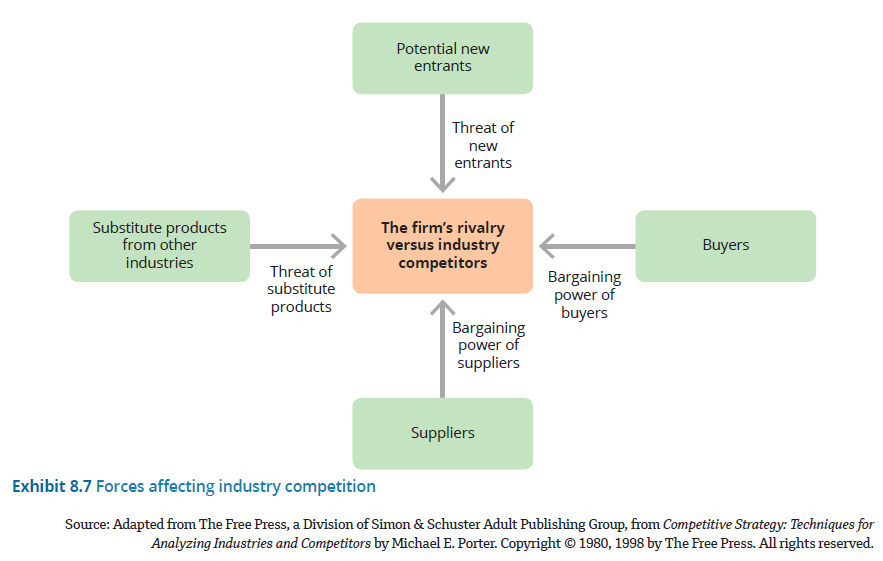 Potential new
entrants
Threat of
new
entrants
Substitute products
from other
industries
The firm's rivalry
versus industry
competitors
Buyers
Threat of
substitute
products
Bargaining
power of
buyers
Bargaining
power of
suppliers
Suppliers
Exhibit 8.7 Forces affecting industry competition
Source: Adapted from The Free Press, a Division of Simon & Schuster Adult Publishing Group, from Competitive Strategy: Techniques for
Analyzing Industries and Competitors by Michael E. Porter. Copyright © 1980, 1998 by The Free Press. All rights reserved.